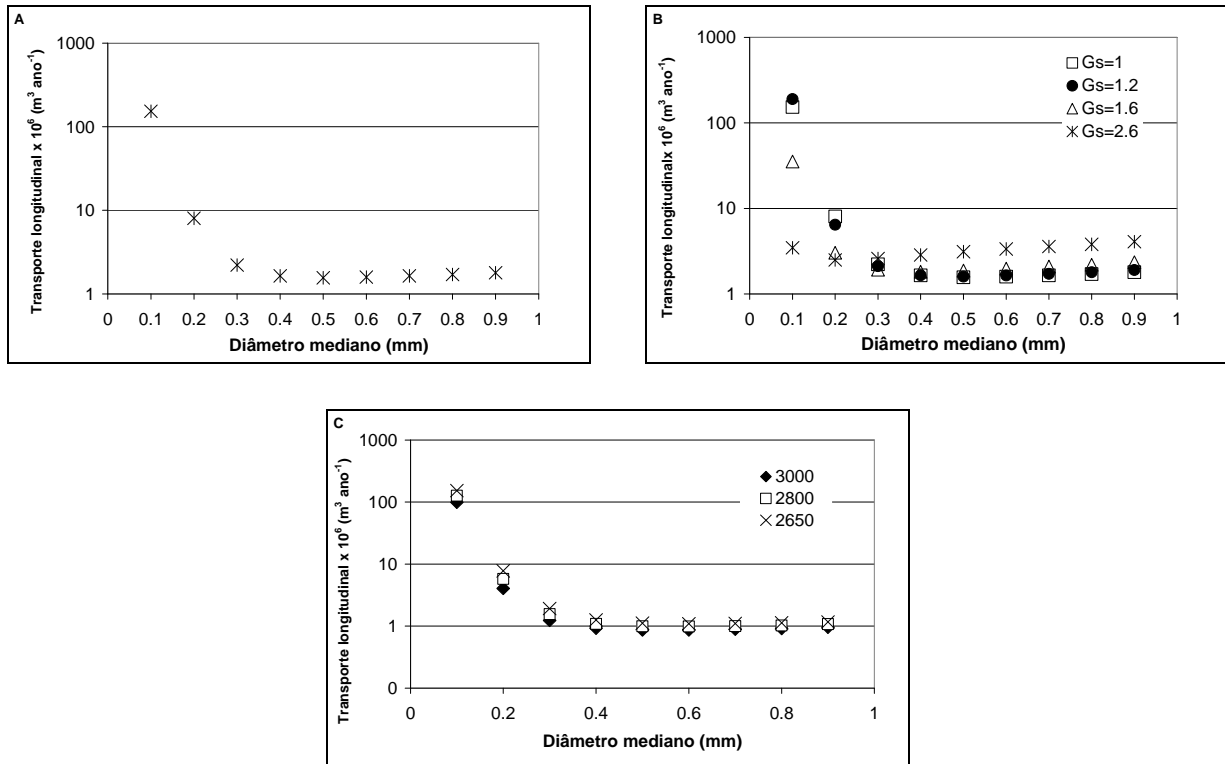 A
Transporte longitudinal x 10⁶ (m³ ano⁻¹)
1000
100
10
1
0 0.1 0.2 0.3 0.4 0.5 0.6 0.7 0.8 0.9 1
Diâmetro mediano (mm)
B
Transporte longitudinalx 10⁶ (m³ ano⁻¹)
1000
100
10
1
Gs=1
Gs=1.2
Gs=1.6
Gs=2.6
0 0.1 0.2 0.3 0.4 0.5 0.6 0.7 0.8 0.9 1
Diâmetro mediano (mm)
C
Transporte longitudinal x 10⁶ (m³ ano⁻¹)
1000
100
10
1
0
3000
2800
2650
0 0.2 0.4 0.6 0.8 1
Diâmetro mediano (mm)